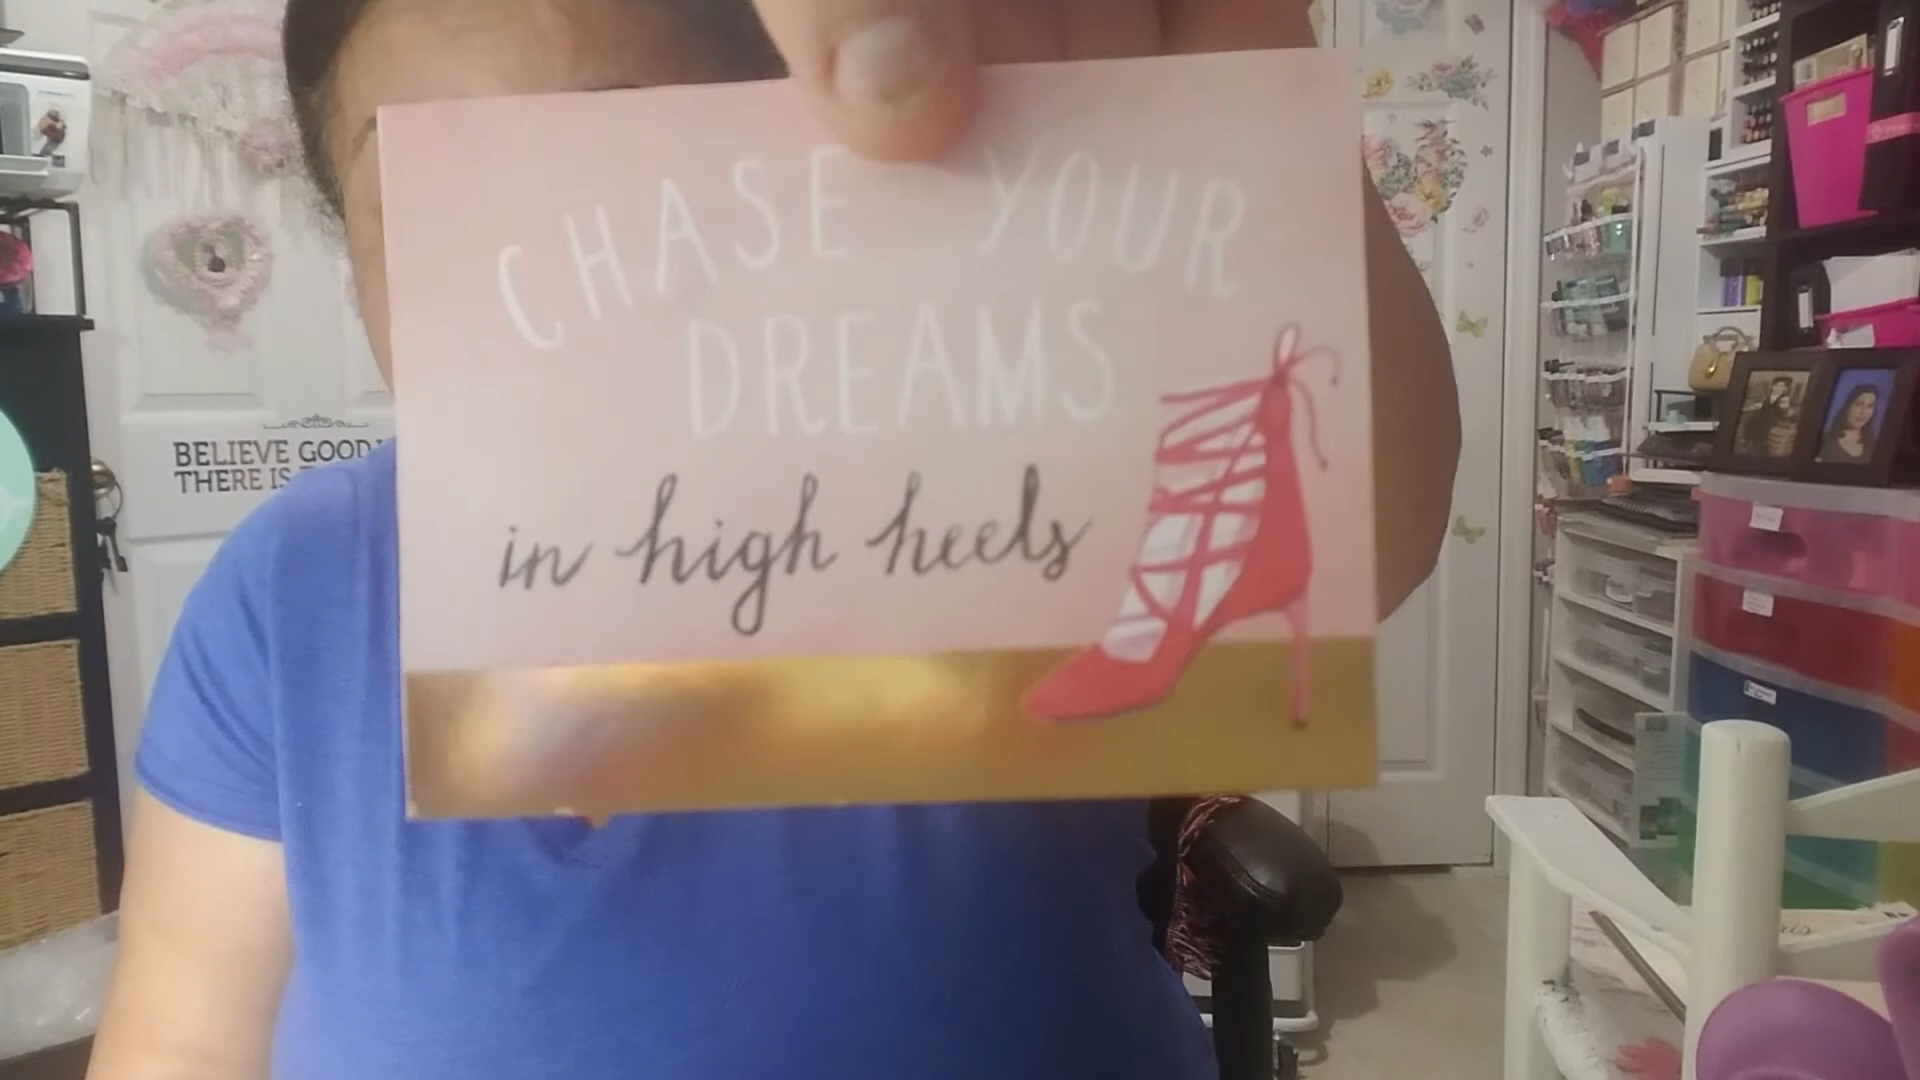 CHASE YOUR
DREAMS
in high heels
BELIEVE GOOD
THERE IS